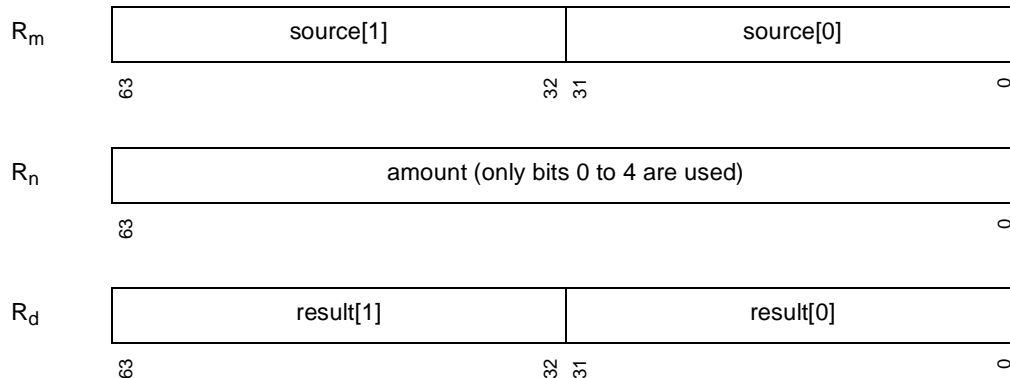 Rm source[1] source[0]
63 32 31 0
Rn amount (only bits 0 to 4 are used)
63 0
Rd result[1] result[0]
63 32 31 0